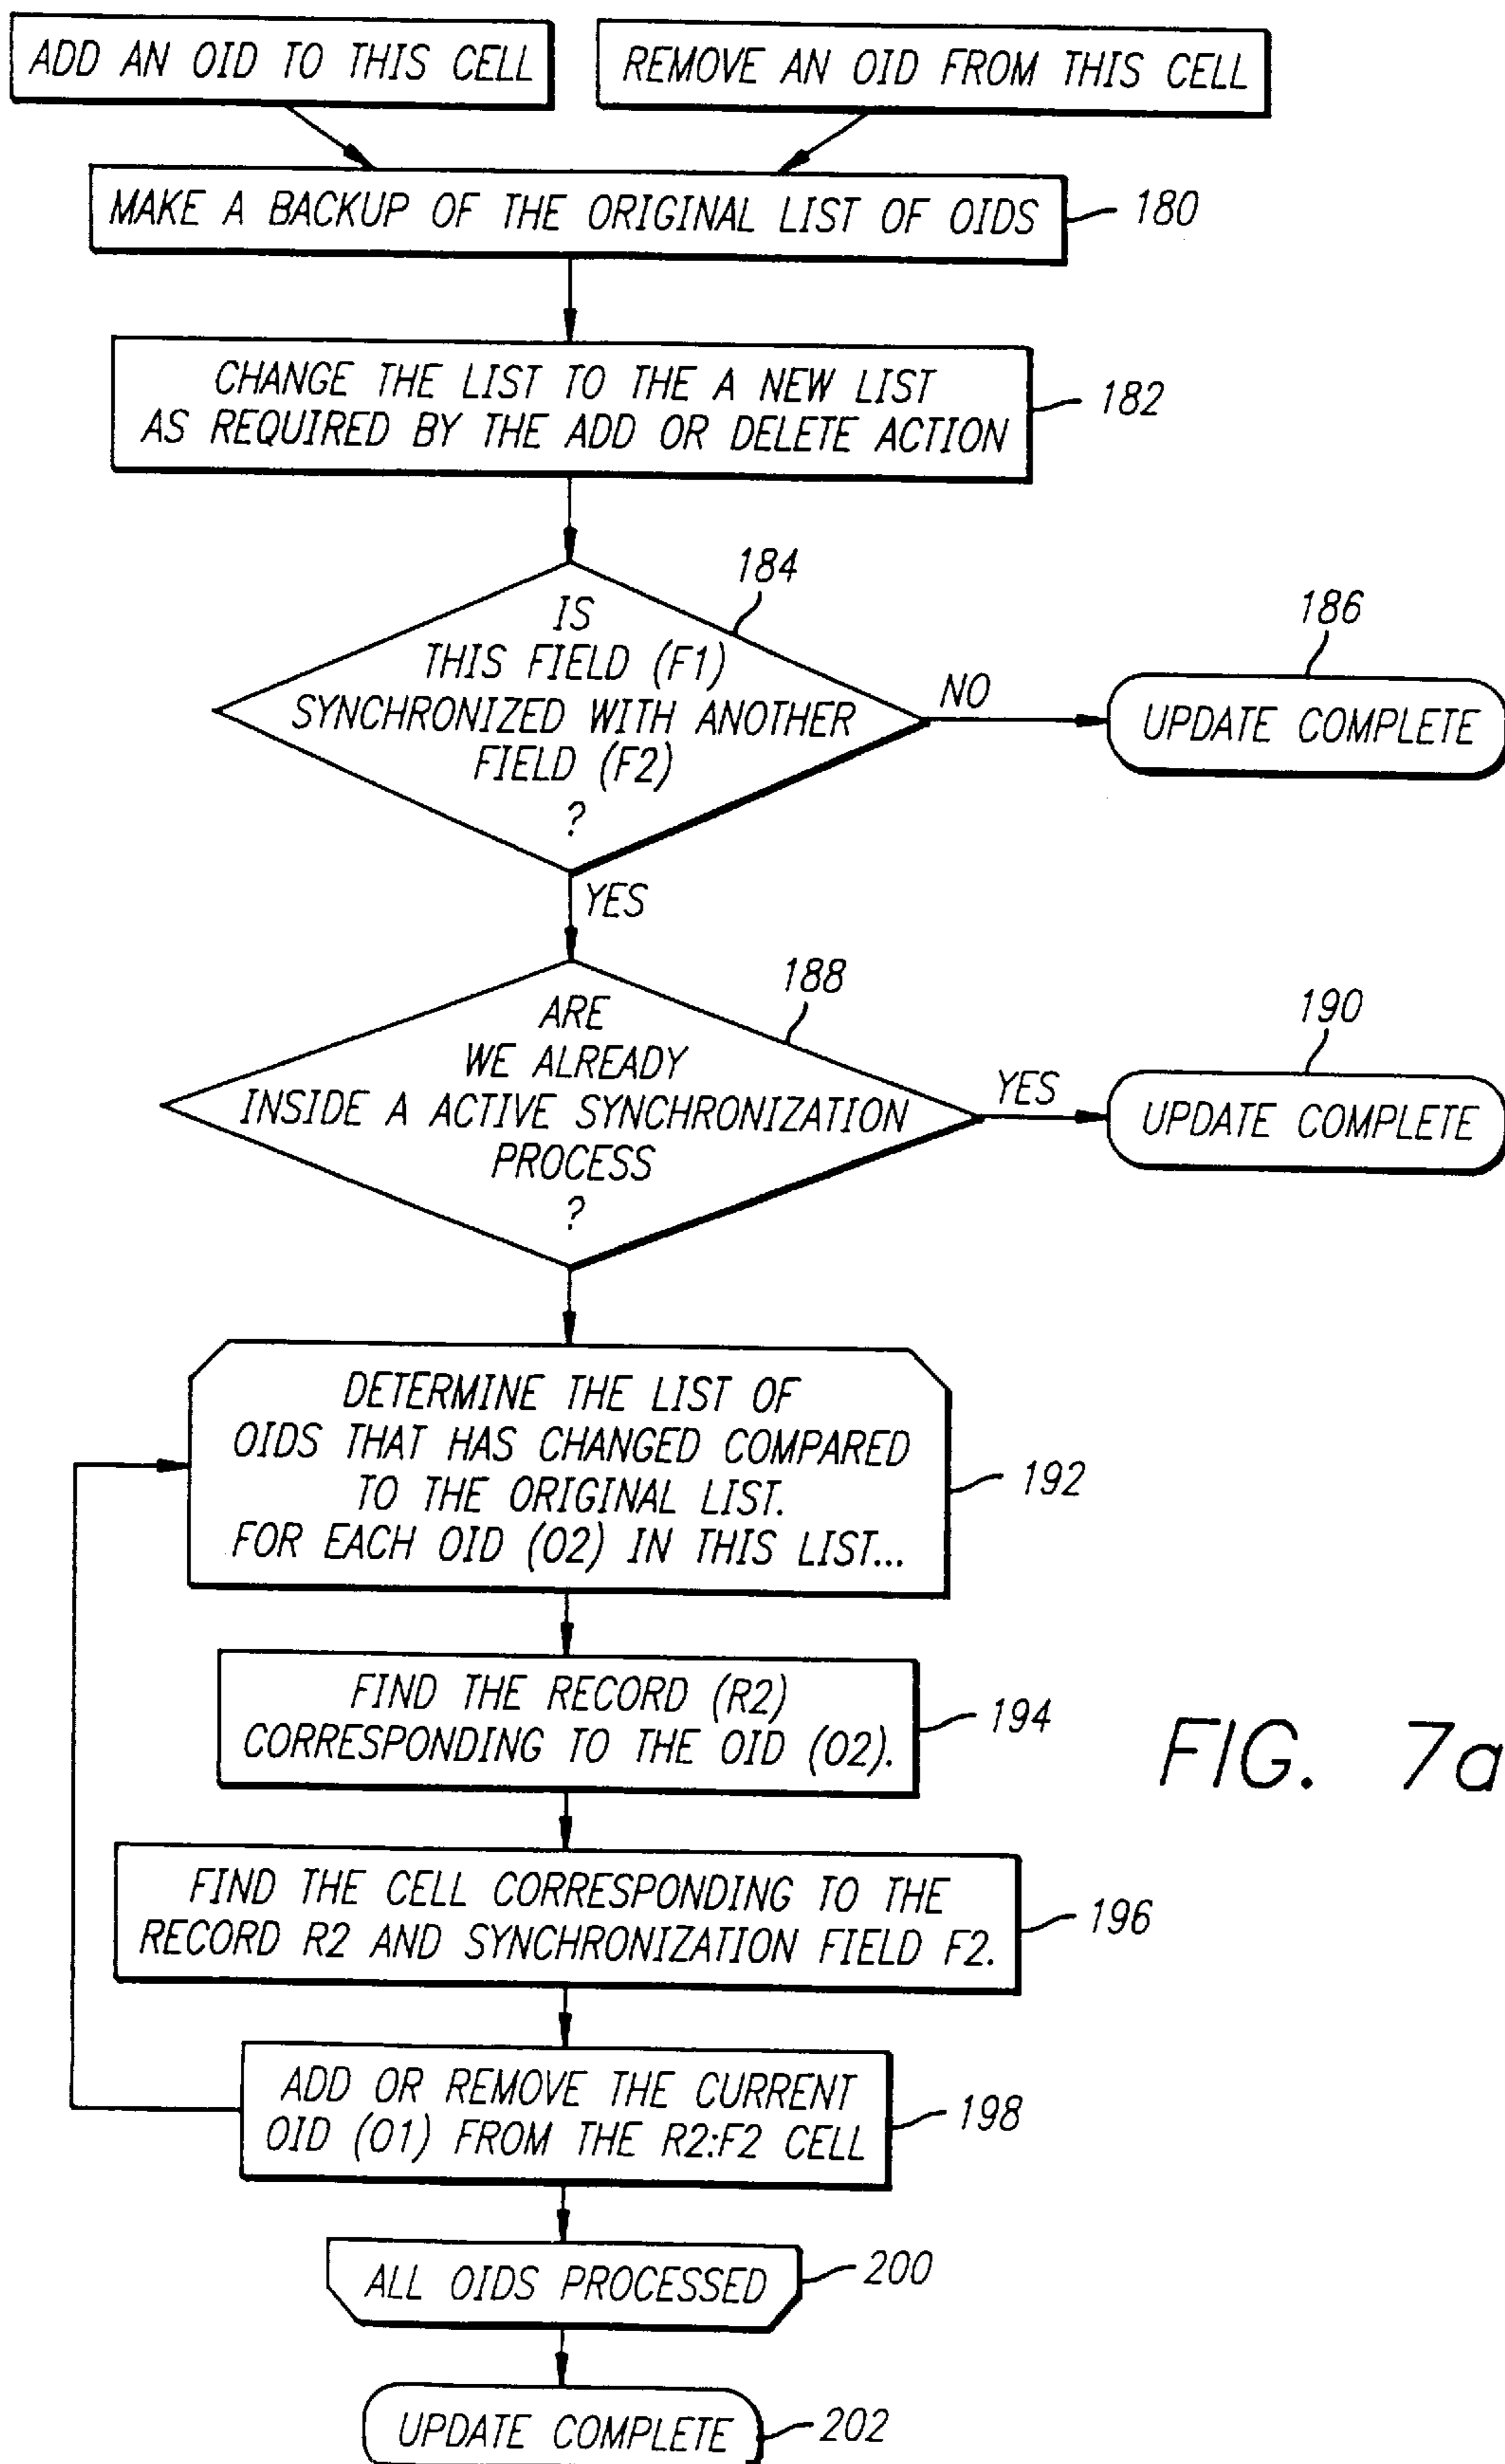 ADD AN OID TO THIS CELL
REMOVE AN OID FROM THIS CELL
MAKE A BACKUP OF THE ORIGINAL LIST OF OIDS
180
CHANGE THE LIST TO THE A NEW LIST
AS REQUIRED BY THE ADD OR DELETE ACTION
182
184
IS
THIS FIELD (F1)
SYNCHRONIZED WITH ANOTHER
FIELD (F2)
?
NO
186
UPDATE COMPLETE
YES
188
ARE
WE ALREADY
INSIDE A ACTIVE SYNCHRONIZATION
PROCESS
?
YES
190
UPDATE COMPLETE
DETERMINE THE LIST OF
OIDS THAT HAS CHANGED COMPARED
TO THE ORIGINAL LIST.
FOR EACH OID (O2) IN THIS LIST...
192
FIND THE RECORD (R2)
CORRESPONDING TO THE OID (O2).
194
FIG. 7a
FIND THE CELL CORRESPONDING TO THE
RECORD R2 AND SYNCHRONIZATION FIELD F2.
196
ADD OR REMOVE THE CURRENT
OID (O1) FROM THE R2:F2 CELL
198
ALL OIDS PROCESSED
200
UPDATE COMPLETE
202